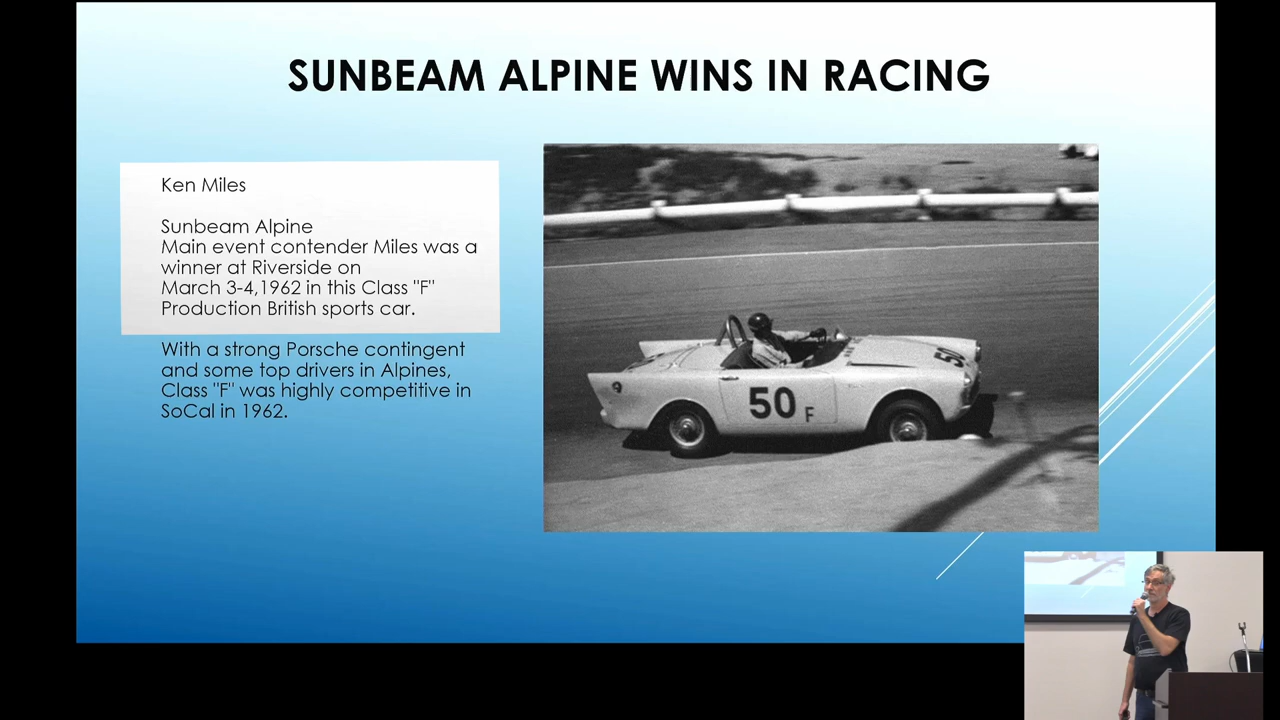 SUNBEAM ALPINE WINS IN RACING
Ken Miles
Sunbeam Alpine
Main event contender Miles was a
winner at Riverside on
March 3-4,1962 in this Class "F"
Production British sports car.
With a strong Porsche contingent
and some top drivers in Alpines,
Class "F" was highly competitive in
SoCal in 1962.
50
9
50 F